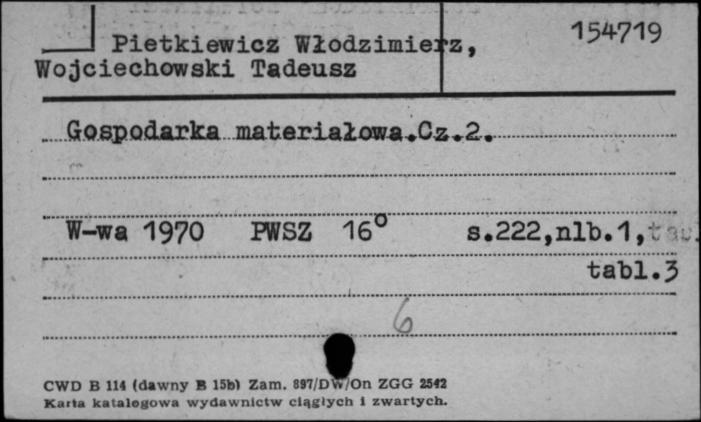 154719
Pietkiewicz Włodzimierz,
Wojciechowski Tadeusz
Gospodarka materiałowa.Cz.2.
W-wa 1970 PWSZ 16° s.222,nlb.1,
tabl.3
6
CWD B 114 (dawny B 15b) Zam. 897/DW/On ZGG 2542
Karta katalogowa wydawnictw ciągłych i zwartych.